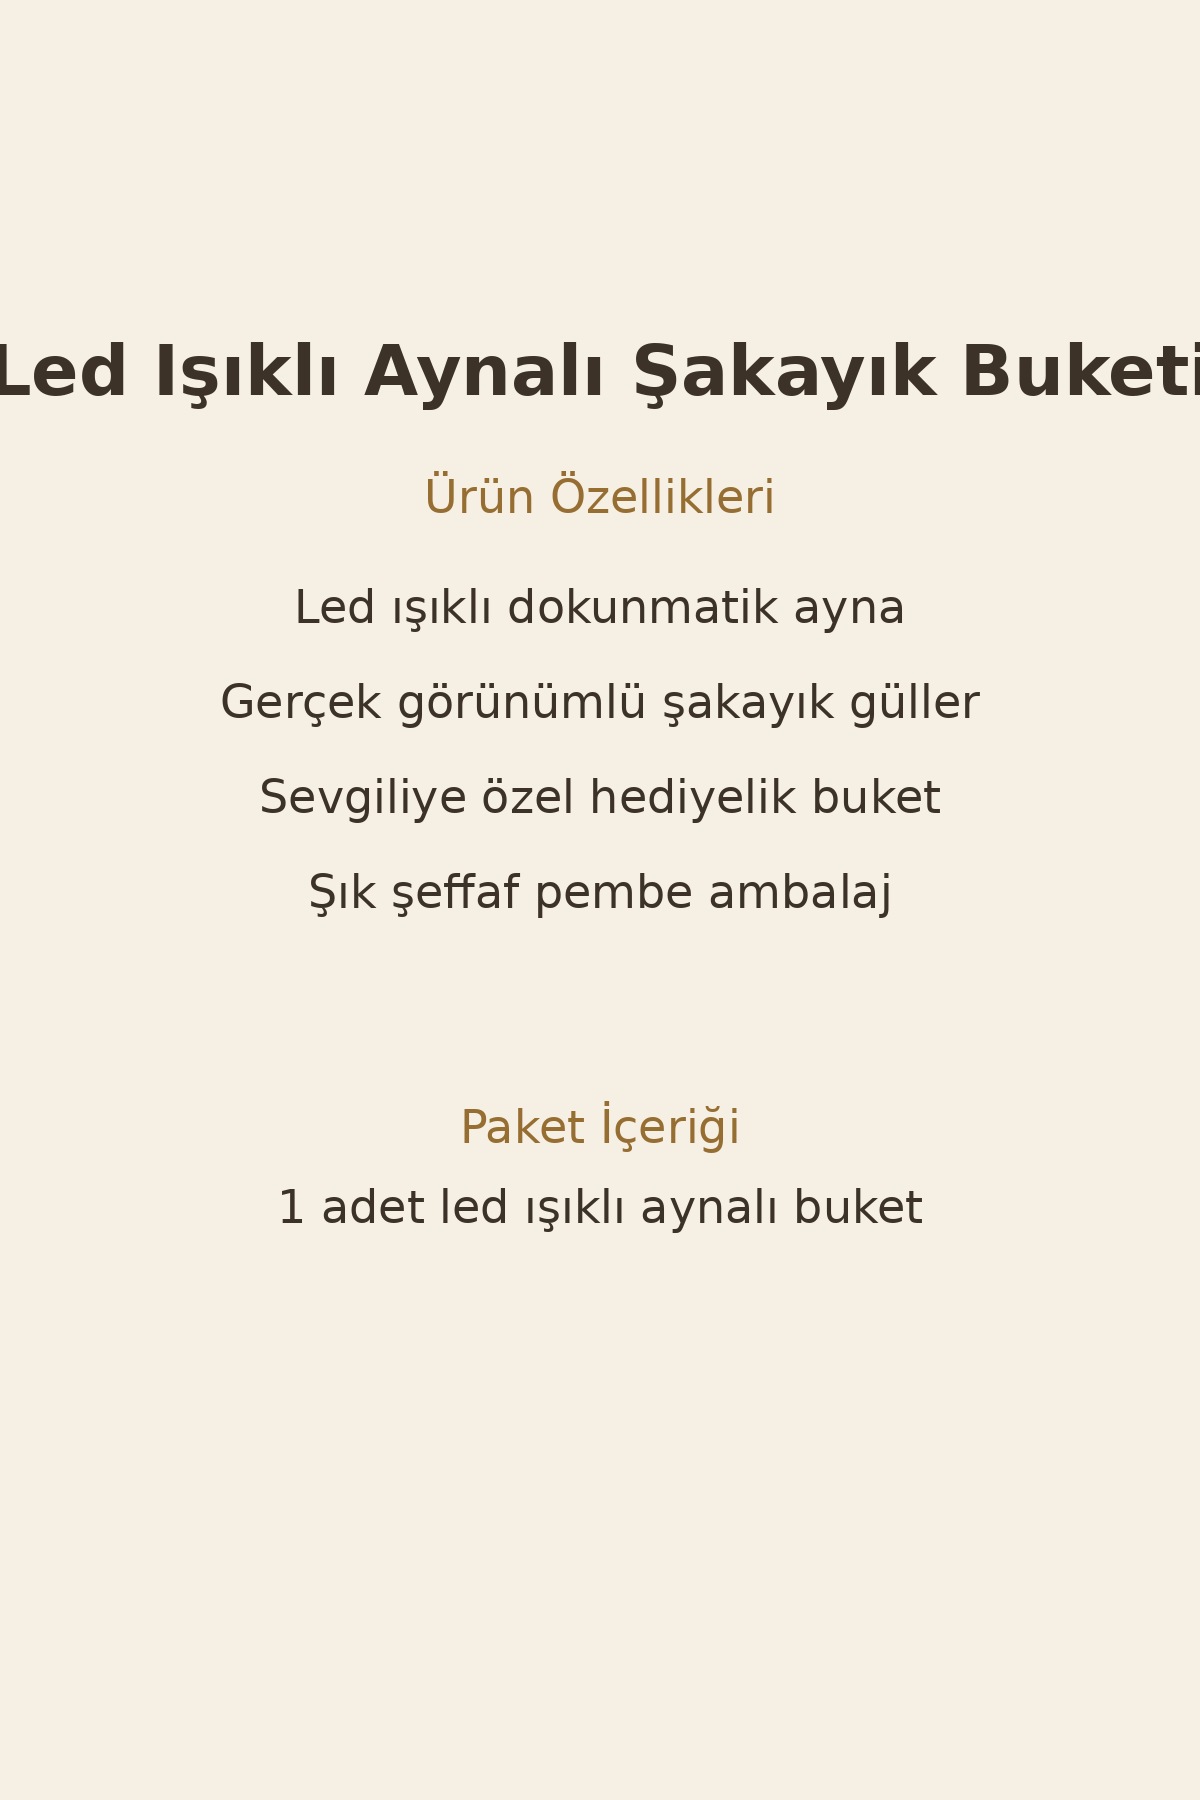 Led Işıklı Aynalı Şakayık Buketi
Ürün Özellikleri
Led ışıklı dokunmatik ayna
Gerçek görünümlü şakayık güller
Sevgiliye özel hediyelik buket
Şık şeffaf pembe ambalaj
Paket İçeriği
1 adet led ışıklı aynalı buket